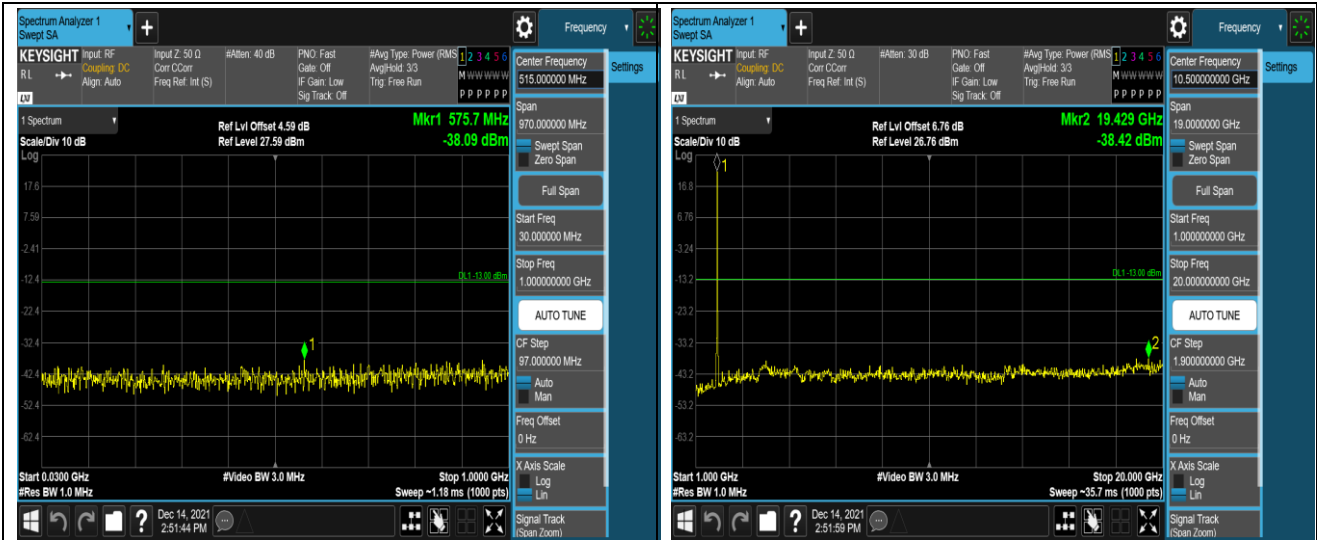 Spectrum Analyzer 1
Swept SA
Frequency
KEYSIGHT
RL
LXI
Input: RF
Coupling: DC
Align: Auto
Input Z: 50 Ω
Corr CCorr
Freq Ref: Int (S)
#Atten: 40 dB
PNO: Fast
Gate: Off
IF Gain: Low
Sig Track: Off
#Avg Type: Power (RMS
Avg|Hold: 3/3
Trig: Free Run
1 2 3 4 5 6
M W W W W W
P P P P P P
1 Spectrum
Scale/Div 10 dB
Log
Ref Lvl Offset 4.59 dB
Ref Level 27.59 dBm
Mkr1 575.7 MHz
-38.09 dBm
17.6
7.59
-2.41
-12.4
-22.4
-32.4
-42.4
-52.4
-62.4
DL1 -13.00 dBm
1
Start 0.0300 GHz
#Res BW 1.0 MHz
#Video BW 3.0 MHz
Stop 1.0000 GHz
Sweep ~1.18 ms (1000 pts)
Dec 14, 2021
2:51:44 PM
Center Frequency
515.000000 MHz
Span
970.000000 MHz
Swept Span
Zero Span
Full Span
Start Freq
30.000000 MHz
Stop Freq
1.000000000 GHz
AUTO TUNE
CF Step
97.000000 MHz
Auto
Man
Freq Offset
0 Hz
X Axis Scale
Log
Lin
Signal Track
(Span Zoom)
Settings
Spectrum Analyzer 1
Swept SA
Frequency
KEYSIGHT
RL
LXI
Input: RF
Coupling: DC
Align: Auto
Input Z: 50 Ω
Corr CCorr
Freq Ref: Int (S)
#Atten: 30 dB
PNO: Fast
Gate: Off
IF Gain: Low
Sig Track: Off
#Avg Type: Power (RMS
Avg|Hold: 3/3
Trig: Free Run
1 2 3 4 5 6
M W W W W W
P P P P P P
1 Spectrum
Scale/Div 10 dB
Log
Ref Lvl Offset 6.76 dB
Ref Level 26.76 dBm
Mkr2 19.429 GHz
-38.42 dBm
1
16.8
6.76
-3.24
-13.2
-23.2
-33.2
-43.2
-53.2
-63.2
DL1 -13.00 dBm
2
Start 1.000 GHz
#Res BW 1.0 MHz
#Video BW 3.0 MHz
Stop 20.000 GHz
Sweep ~35.7 ms (1000 pts)
Dec 14, 2021
2:51:59 PM
Center Frequency
10.500000000 GHz
Span
19.0000000 GHz
Swept Span
Zero Span
Full Span
Start Freq
1.000000000 GHz
Stop Freq
20.000000000 GHz
AUTO TUNE
CF Step
1.900000000 GHz
Auto
Man
Freq Offset
0 Hz
X Axis Scale
Log
Lin
Signal Track
(Span Zoom)
Settings